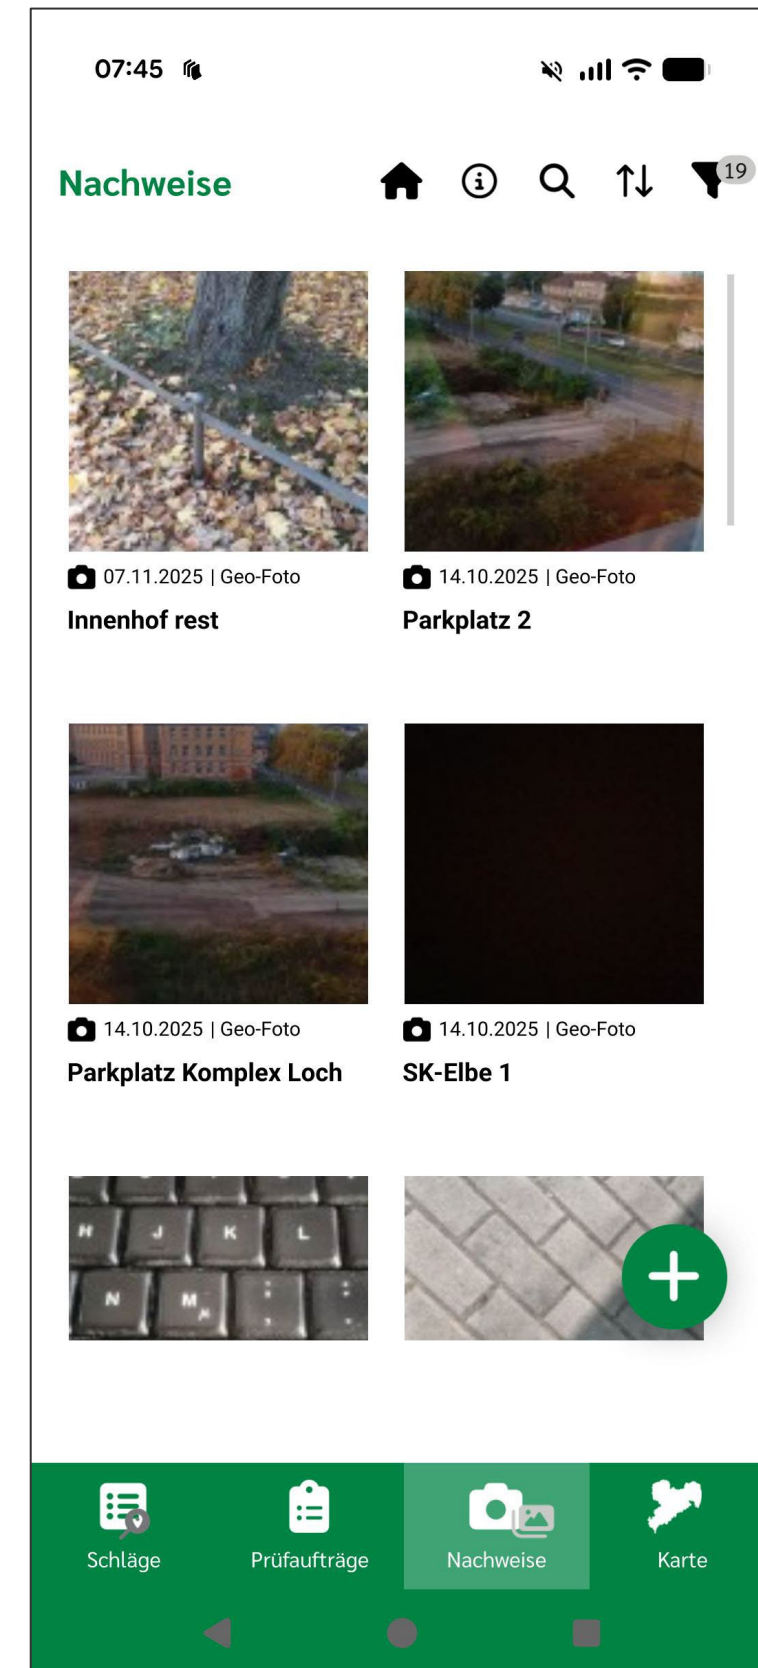 07:45
Nachweise
19
07.11.2025 | Geo-Foto
14.10.2025 | Geo-Foto
Innenhof rest
Parkplatz 2
14.10.2025 | Geo-Foto
14.10.2025 | Geo-Foto
Parkplatz Komplex Loch
SK-Elbe 1
H J K L
N M µ ; , : .
Schläge
Prüfaufträge
Nachweise
Karte